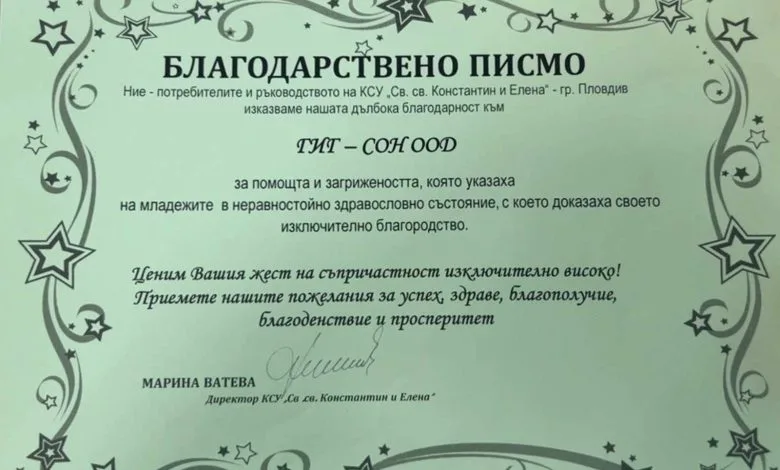 БЛАГОДАРСТВЕНО ПИСМО
Ние - потребителите и ръководството на КСУ „Св. св. Константин и Елена“ - гр. Пловдив
изказваме нашата дълбока благодарност към
ГИГ – СОН ООД
за помощта и загрижеността, която указаха
на младежите в неравностойно здравословно състояние, с което доказаха своето
изключително благородство.
Ценим Вашия жест на съпричастност изключително високо!
Приемете нашите пожелания за успех, здраве, благополучие,
благоденствие и просперитет
МАРИНА ВАТЕВА
Директор КСУ „Св .св. Константин и Елена“